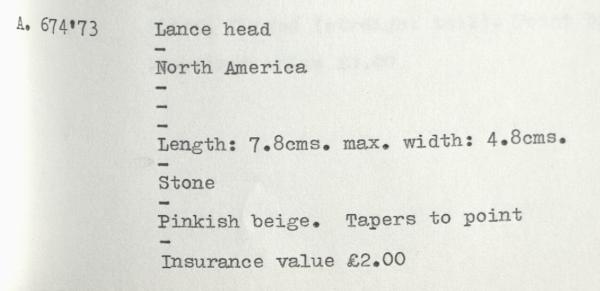 A. 674'73 Lance head
-
North America
-
-
-
Length: 7.8cms. max. width: 4.8cms.
-
Stone
-
Pinkish beige. Tapers to point
-
Insurance value £2.00